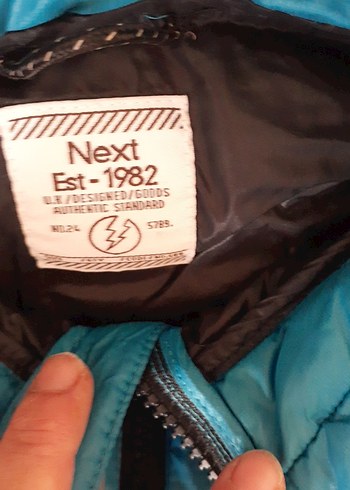 Next
Est - 1982
U.K./DESIGNED/GOODS
AUTHENTIC STANDARD
NO.24 5789.